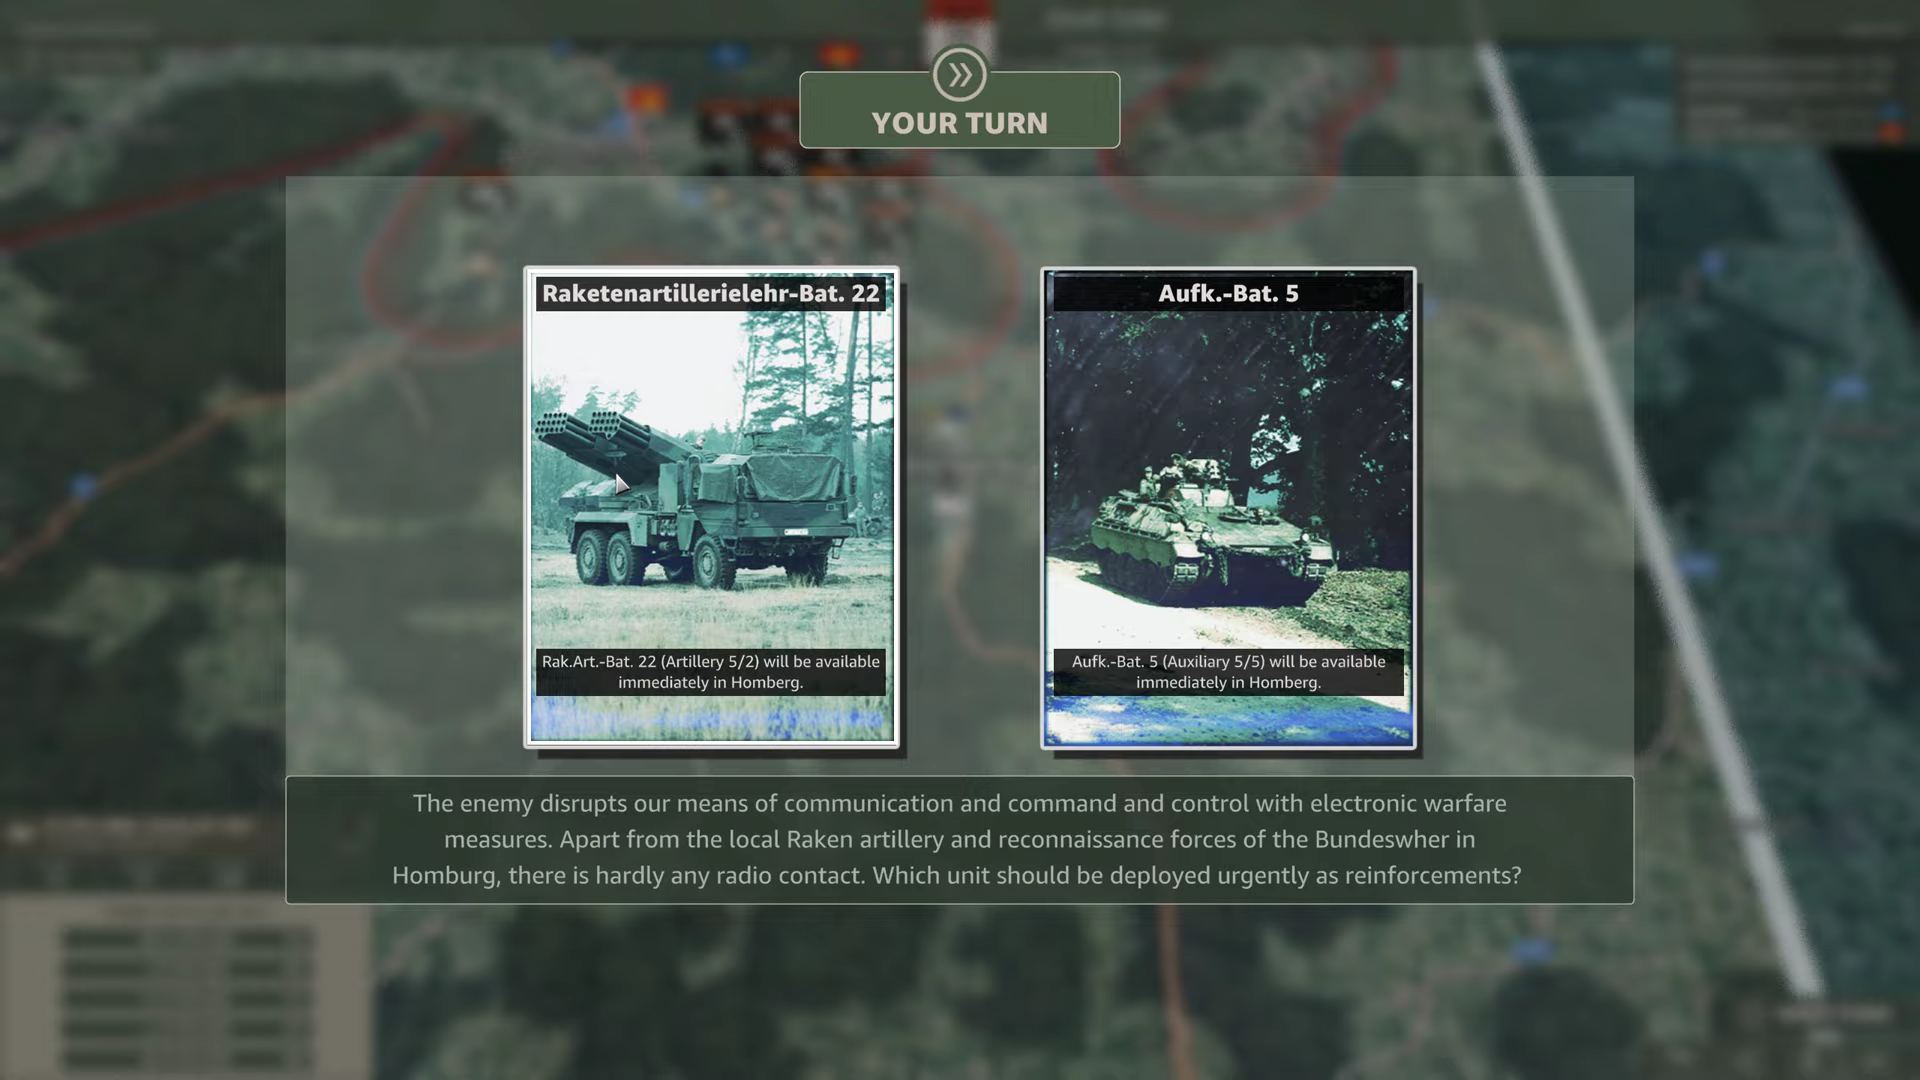 YOUR TURN
Raketenartillerielehr-Bat. 22
Rak.Art.-Bat. 22 (Artillery 5/2) will be available
immediately in Homberg.
Aufk.-Bat. 5
Aufk.-Bat. 5 (Auxiliary 5/5) will be available
immediately in Homberg.
The enemy disrupts our means of communication and command and control with electronic warfare
measures. Apart from the local Raken artillery and reconnaissance forces of the Bundeswher in
Homburg, there is hardly any radio contact. Which unit should be deployed urgently as reinforcements?